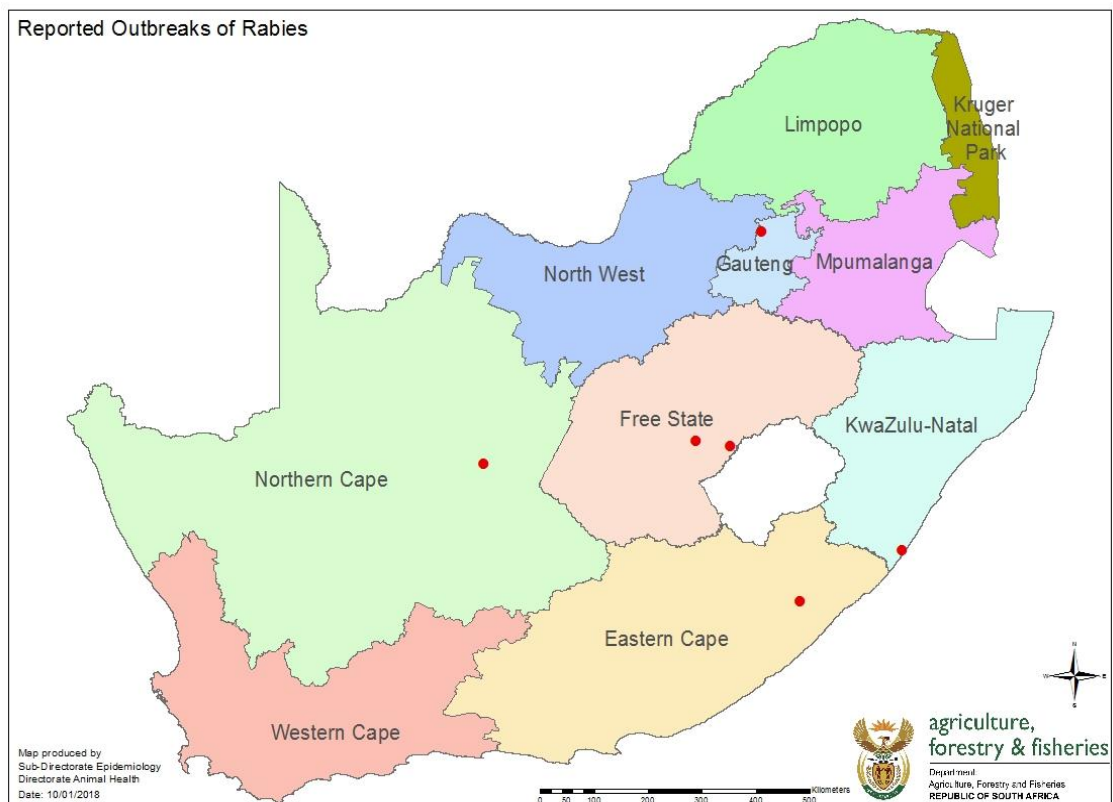 Reported Outbreaks of Rabies
Limpopo
Kruger
National
Park
North West
Gauteng
Mpumalanga
Free State
KwaZulu-Natal
Northern Cape
Eastern Cape
Western Cape
N
W
E
S
Map produced by
Sub-Directorate Epidemiology
Directorate Animal Health
Date: 10/01/2018
0 50 100 200 300 400 500
Kilometers
agriculture,
forestry & fisheries
Department:
Agriculture, Forestry and Fisheries
REPUBLIC OF SOUTH AFRICA